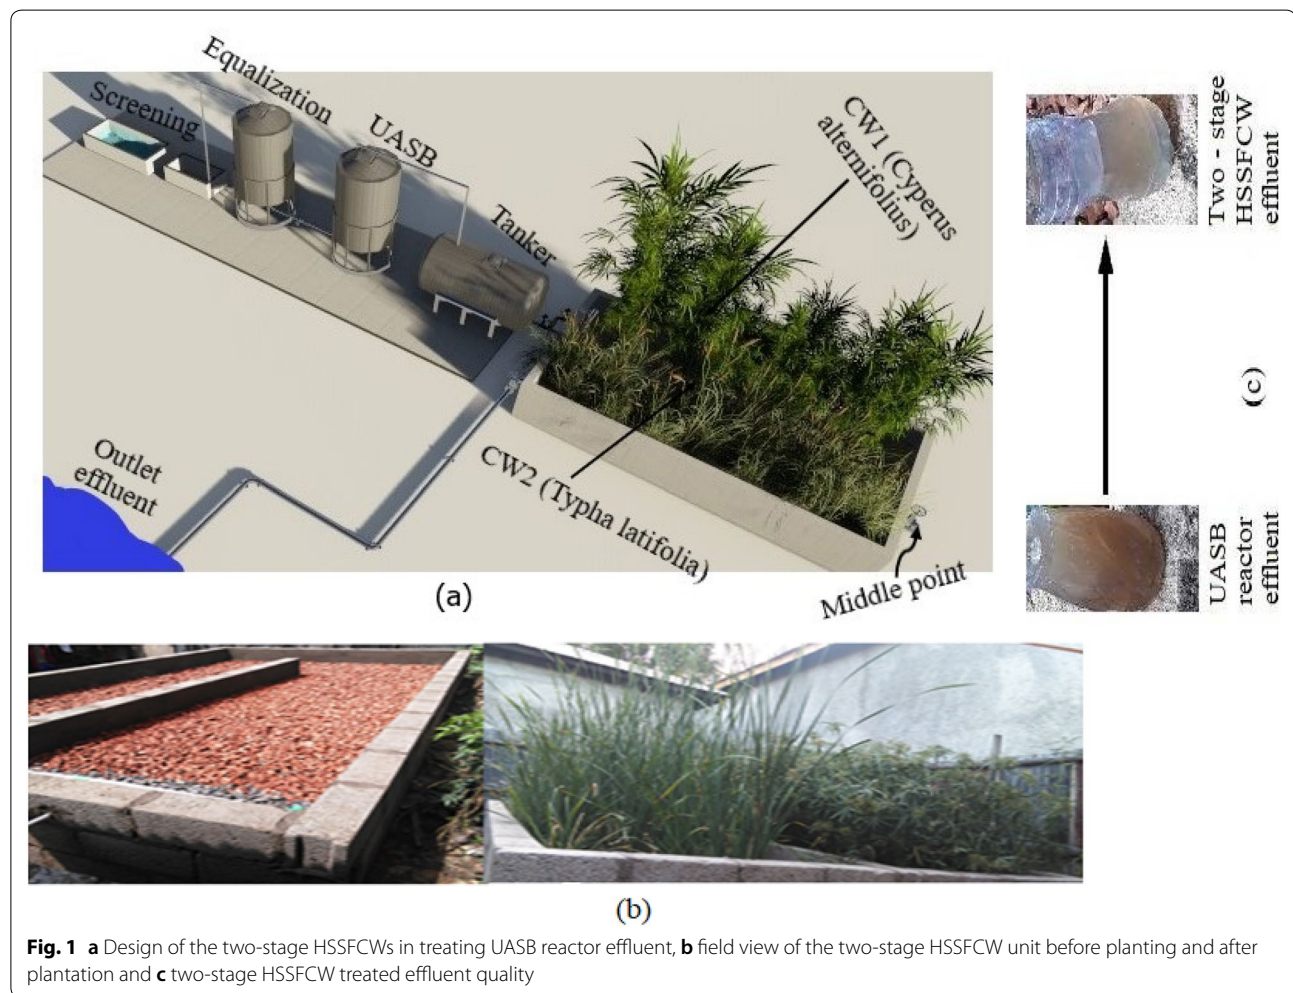 Screening
Equalization
UASB
Tanker
CW1 (Cyperus
alternifolius)
CW2 (Typha latifolia)
Outlet
effluent
Middle point
(a)
Two - stage
HSSFCW
effluent
(c)
UASB
reactor
effluent
(b)
Fig. 1 a Design of the two-stage HSSFCWs in treating UASB reactor effluent, b field view of the two-stage HSSFCW unit before planting and after
plantation and c two-stage HSSFCW treated effluent quality